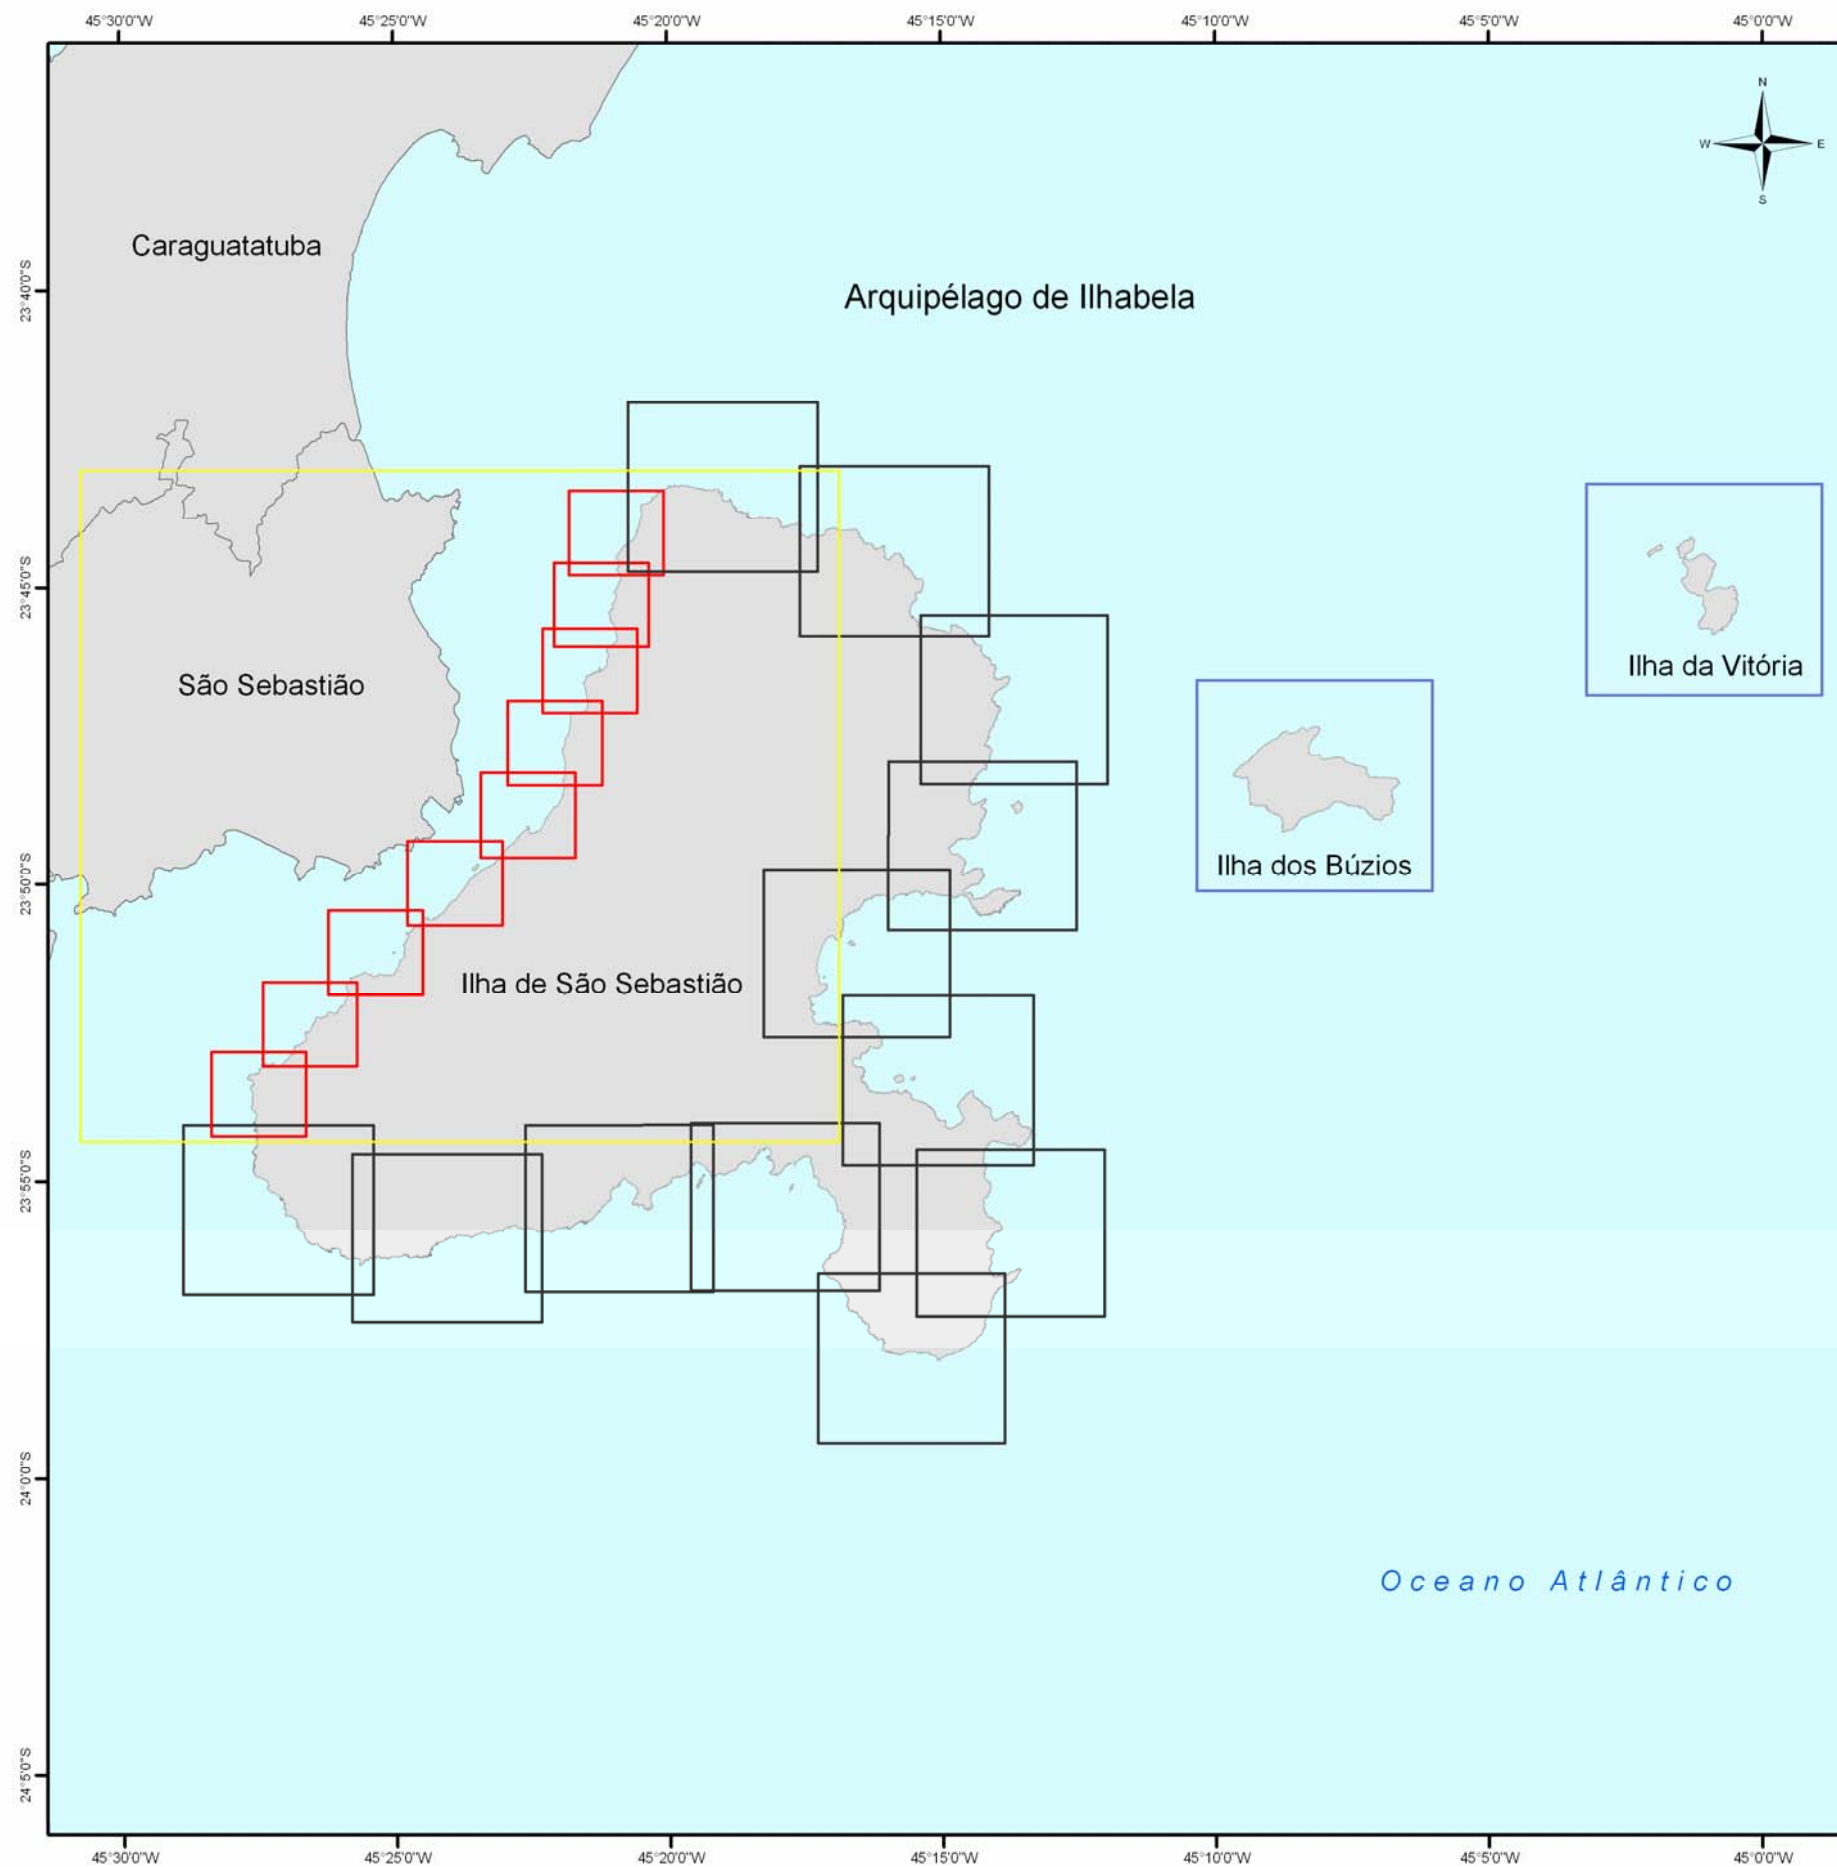 45°30'0"W 45°25'0"W 45°20'0"W 45°15'0"W 45°10'0"W 45°5'0"W 45°0'0"W
N
W E
S
Caraguatatuba
23°40'0"S
Arquipélago de Ilhabela
23°45'0"S
Ilha da Vitória
São Sebastião
Ilha dos Búzios
23°50'0"S
Ilha de São Sebastião
23°55'0"S
24°0'0"S
Oceano Atlântico
24°5'0"S
45°30'0"W 45°25'0"W 45°20'0"W 45°15'0"W 45°10'0"W 45°5'0"W 45°0'0"W